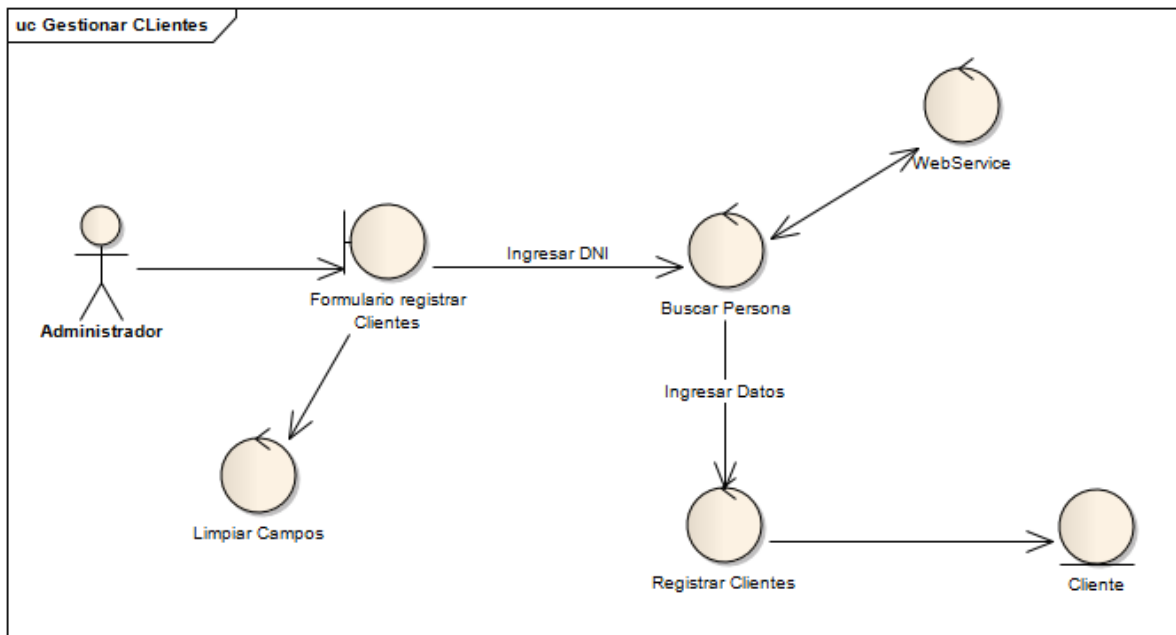 uc Gestionar CLientes
WebService
Ingresar DNI
Formulario registrar
Clientes
Buscar Persona
Administrador
Ingresar Datos
Limpiar Campos
Registrar Clientes
Cliente